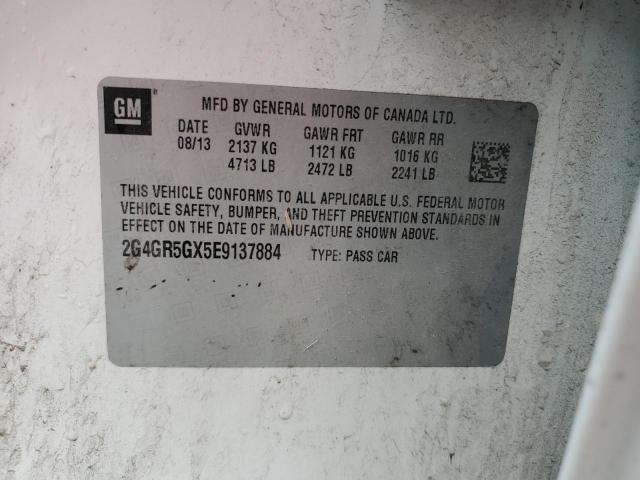 GM
MFD BY GENERAL MOTORS OF CANADA LTD.
DATE GVWR GAWR FRT GAWR RR
08/13 2137 KG 1121 KG 1016 KG
4713 LB 2472 LB 2241 LB
THIS VEHICLE CONFORMS TO ALL APPLICABLE U.S. FEDERAL MOTOR
VEHICLE SAFETY, BUMPER, AND THEFT PREVENTION STANDARDS IN
EFFECT ON THE DATE OF MANUFACTURE SHOWN ABOVE.
2G4GR5GX5E9137884 TYPE: PASS CAR